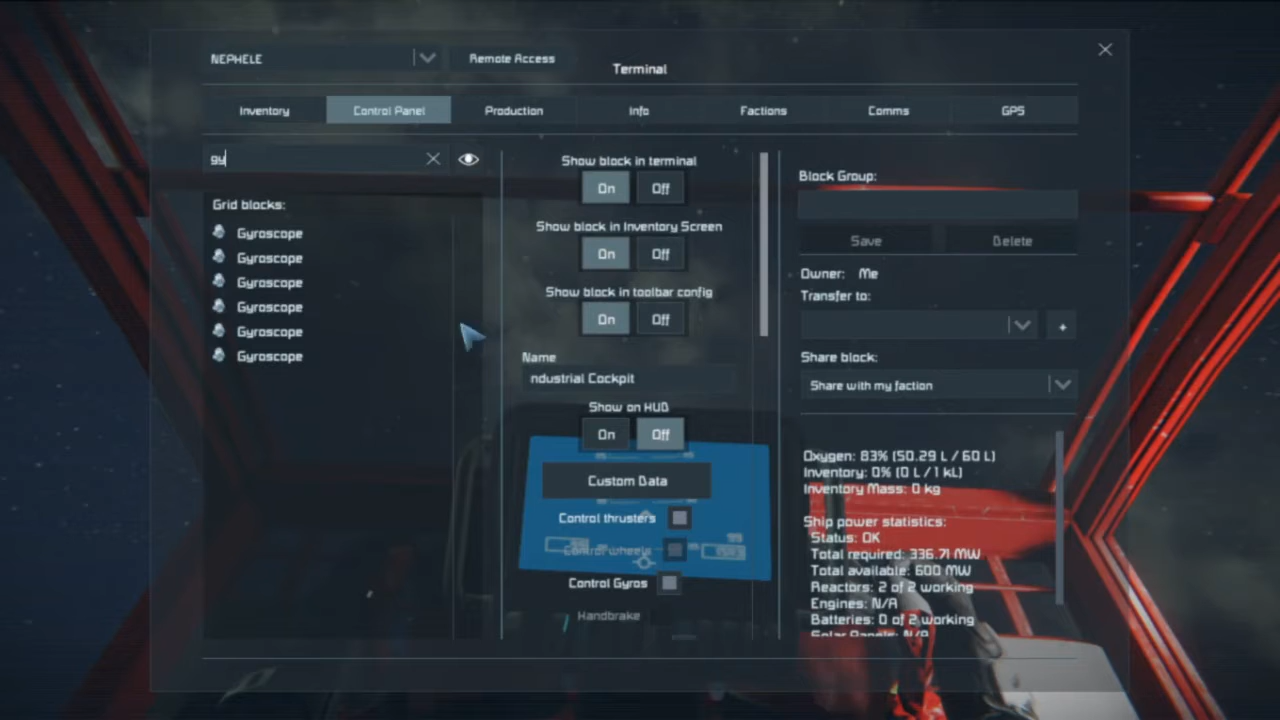 NEPHELE
Remote Access
Terminal
Inventory
Control Panel
Production
Info
Factions
Comms
GPS
gy
Grid blocks:
Gyroscope
Gyroscope
Gyroscope
Gyroscope
Gyroscope
Gyroscope
Show block in terminal
On Off
Show block in Inventory Screen
On Off
Show block in toolbar config
On Off
Name
ndustrial Cockpit
Show on HUD
On Off
Custom Data
Control thrusters
Control wheels
Control Gyros
Handbrake
Block Group:
Save Delete
Owner: Me
Transfer to:
+
Share block:
Share with my faction
Oxygen: 83% (50.29 L / 60 L)
Inventory: 0% (0 L / 1 kL)
Inventory Mass: 0 kg
Ship power statistics:
Status: OK
Total required: 336.71 MW
Total available: 600 MW
Reactors: 2 of 2 working
Engines: N/A
Batteries: 0 of 2 working
Solar Panels: N/A